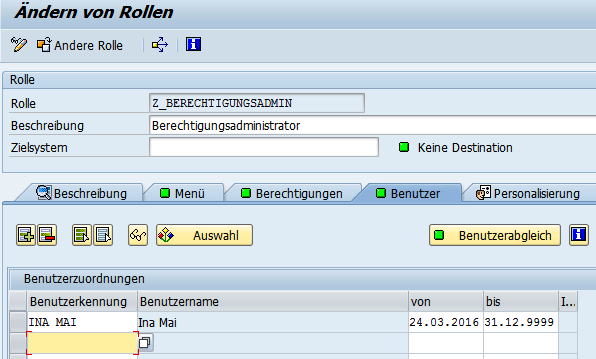 Ändern von Rollen
Andere Rolle
Rolle
Rolle Z_BERECHTIGUNGSADMIN
Beschreibung Berechtigungsadministrator
Zielsystem Keine Destination
Beschreibung Menü Berechtigungen Benutzer Personalisierung
Auswahl Benutzerabgleich
Benutzerzuordnungen
Benutzerkennung Benutzername von bis I...
INA MAI Ina Mai 24.03.2016 31.12.9999